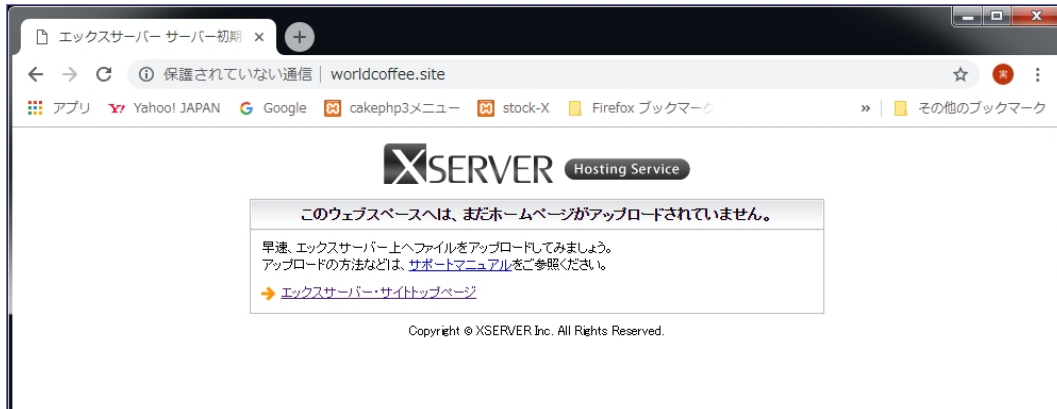 エックスサーバー サーバー初期
保護されていない通信 | worldcoffee.site
実
アプリ Yahoo! JAPAN Google cakephp3メニュー stock-X Firefox ブックマーク » その他のブックマーク
XSERVER Hosting Service
このウェブスペースへは、まだホームページがアップロードされていません。
早速、エックスサーバー上へファイルをアップロードしてみましょう。
アップロードの方法などは、サポートマニュアルをご参照ください。
エックスサーバー・サイトトップページ
Copyright © XSERVER Inc. All Rights Reserved.